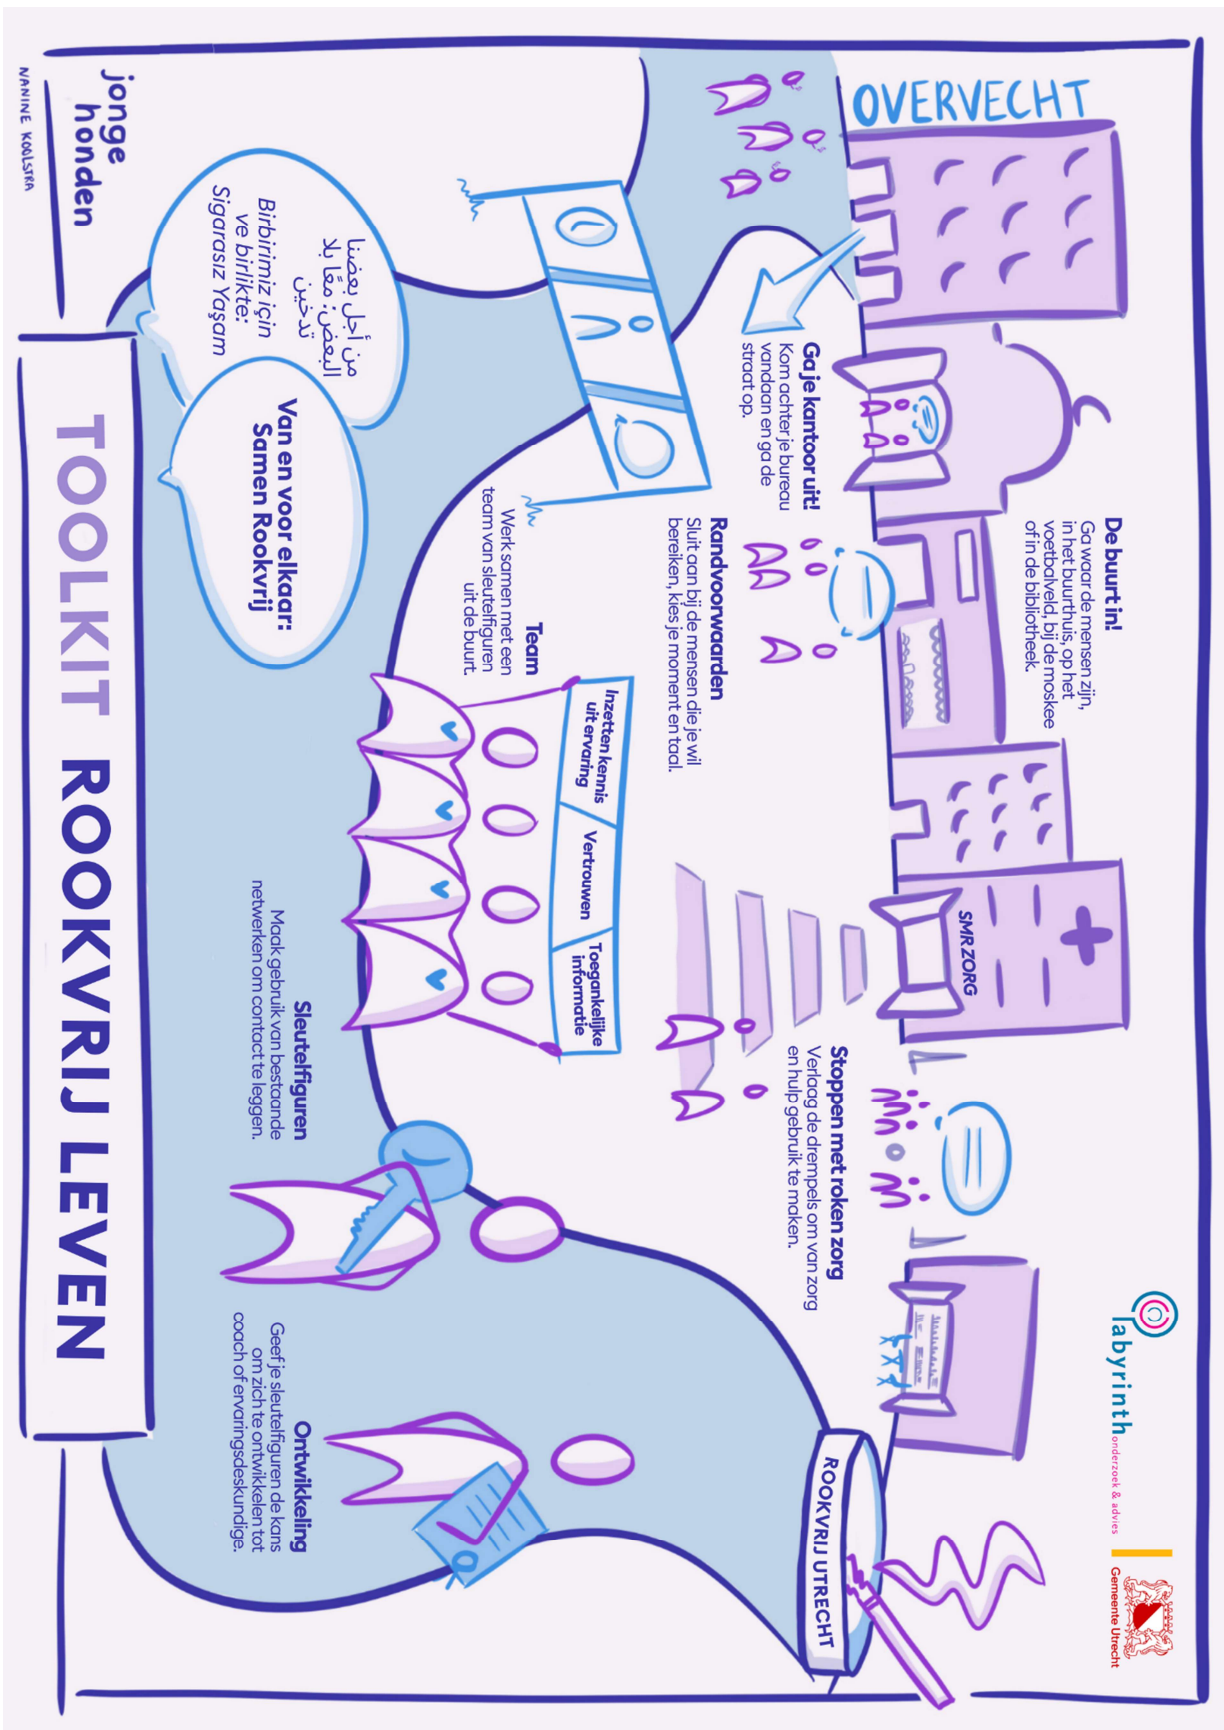 OVERVECHT
Ga je kantoor uit!
Kom achter je bureau
vandaan en ga de
straat op.
De buurt in!
Ga waar de mensen zijn,
in het buurthuis, op het
voetbalveld, bij de moskee
of in de bibliotheek.
Randvoorwaarden
Sluit aan bij de mensen die je wil
bereiken, kies je moment en taal.
SMR ZORG
Stoppen met roken zorg
Verlaag de drempels om van zorg
en hulp gebruik te maken.
labyrinth
onderzoek & advies
Gemeente Utrecht
ROOKVRIJ UTRECHT
Team
Werk samen met een
team van sleutelfiguren
uit de buurt.
Inzetten kennis
uit ervaring
Vertrouwen
Toegankelijke
informatie
من أجل بعضنا
البعض: معًا بلا
تدخين
Birbirimiz için
ve birlikte:
Sigarasız Yaşam
Van en voor elkaar:
Samen Rookvrij
Sleutelfiguren
Maak gebruik van bestaande
netwerken om contact te leggen.
Ontwikkeling
Geef je sleutelfiguren de kans
om zich te ontwikkelen tot
coach of ervaringsdeskundige.
jonge
honden
NANINE KOOLSTRA
TOOLKIT ROOKVRIJ LEVEN